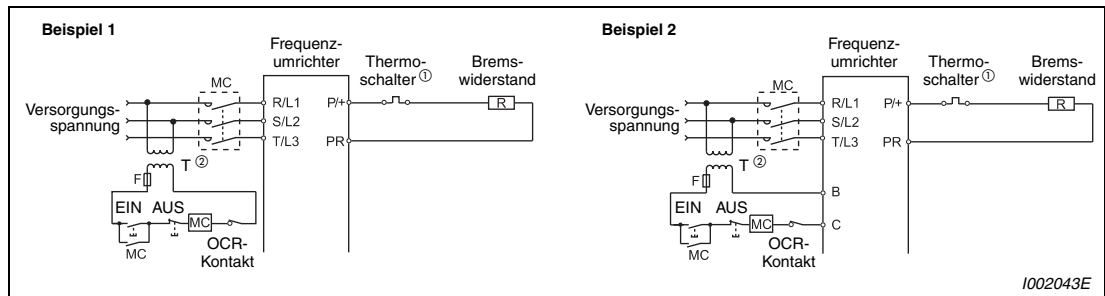 Beispiel 1
Frequenz-
umrichter
Thermo-
schalter ①
Brems-
widerstand
MC
Versorgungs-
spannung
R/L1
S/L2
T/L3
P/+
PR
R
T ②
F
EIN AUS
MC
MC
OCR-
Kontakt
Beispiel 2
Frequenz-
umrichter
Thermo-
schalter ①
Brems-
widerstand
MC
Versorgungs-
spannung
R/L1
S/L2
T/L3
P/+
PR
R
T ②
F
B
EIN AUS
MC
C
MC
OCR-
Kontakt
I002043E